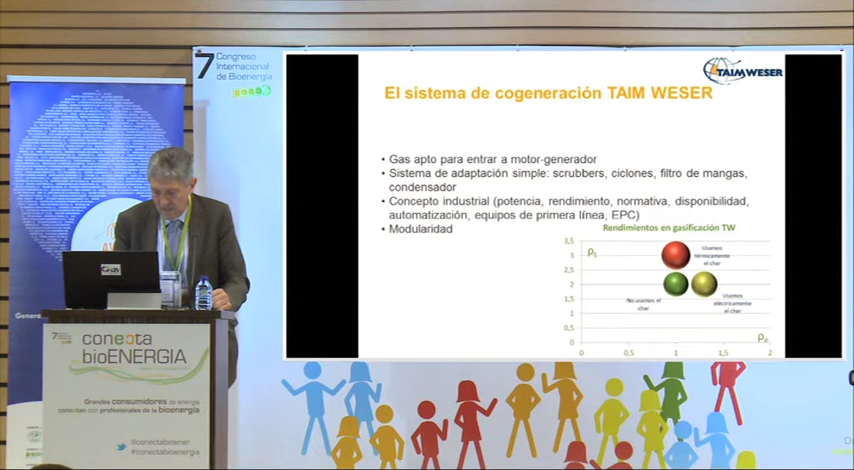 7 Congreso
Internacional
de Bioenergía
TAIM WESER
El sistema de cogeneración TAIM WESER
• Gas apto para entrar a motor-generador
• Sistema de adaptación simple: scrubbers, ciclones, filtro de mangas,
condensador
• Concepto industrial (potencia, rendimiento, normativa, disponibilidad,
automatización, equipos de primera línea, EPC)
• Modularidad
Rendimientos en gasificación TW
3,5
3
2,5
2
1,5
1
0,5
0
ρt
Usamos
térmicamente
el char
No usamos el
char
Usamos
eléctricamente
el char
ρe
0
0,5
1
1,5
2
Genera
conecta
bioENERGIA
Grandes consumidores de energía
conectan con profesionales de la bioenergía
@conectabioener
#conectabioenergia